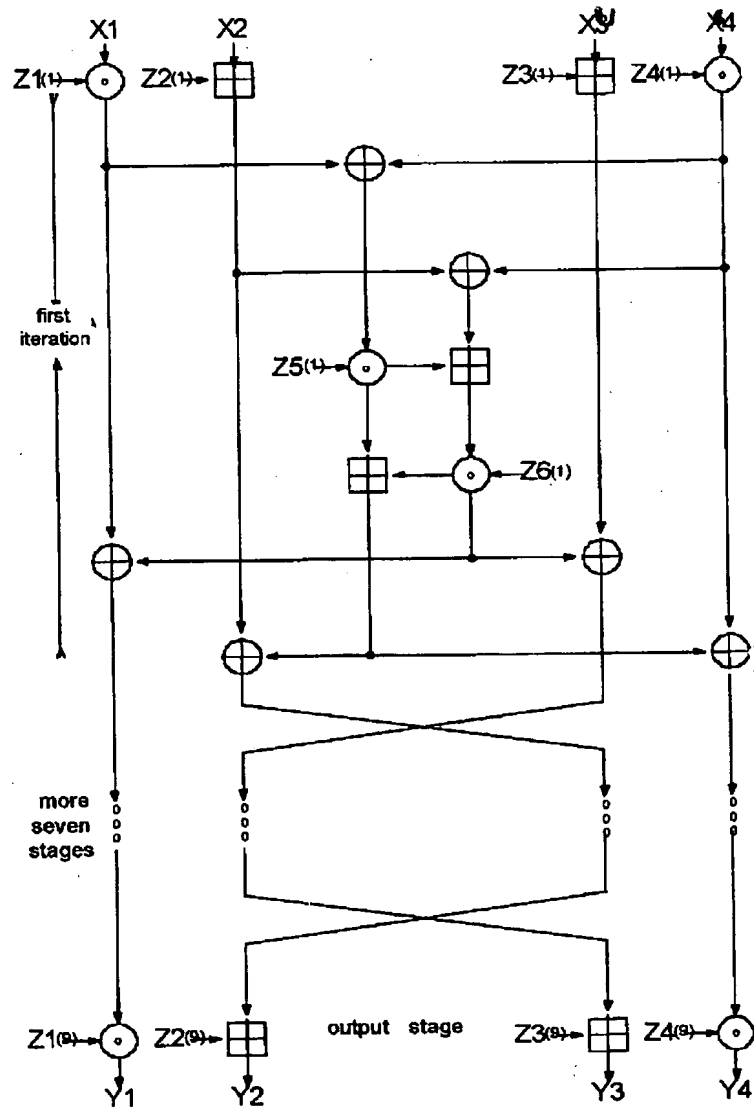 X1 X2 X3 X4
Z1(1) Z2(1) Z3(1) Z4(1)
first
iteration
Z5(1)
Z6(1)
more
seven
stages
output stage
Z1(9) Z2(9) Z3(9) Z4(9)
Y1 Y2 Y3 Y4